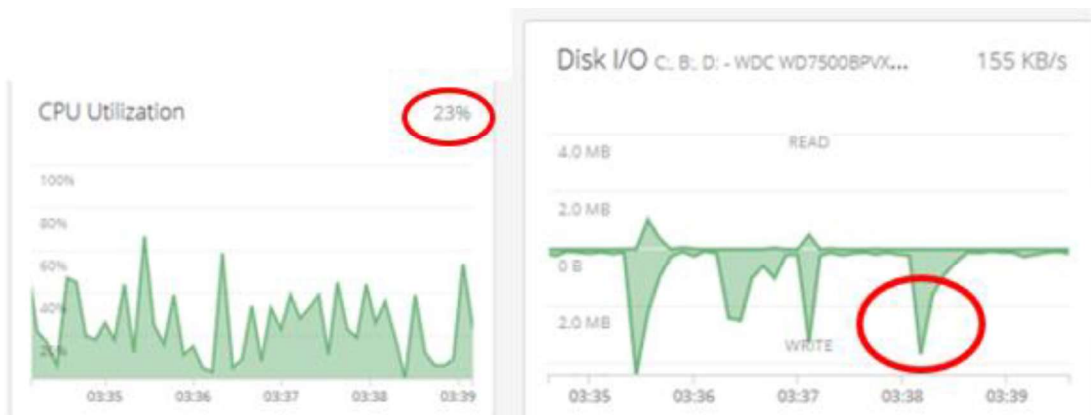 CPU Utilization 23%
100%
80%
60%
40%
20%
03:35 03:36 03:37 03:38 03:39
Disk I/O C:, B:, D: - WDC WD7500BPVX... 155 KB/s
READ
4.0 MB
2.0 MB
0 B
2.0 MB
WRITE
03:35 03:36 03:37 03:38 03:39